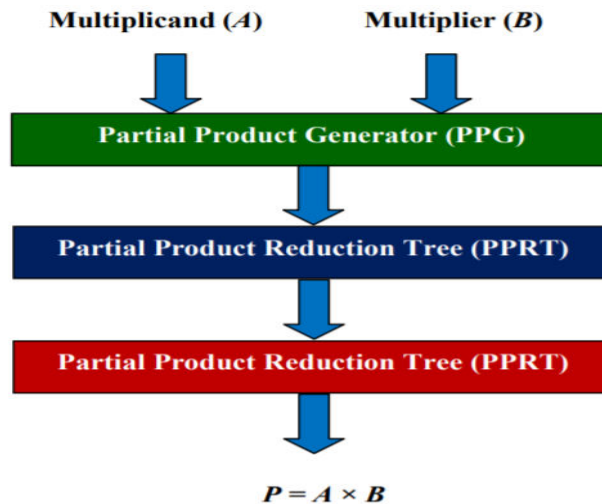 Multiplicand (A) Multiplier (B)
Partial Product Generator (PPG)
Partial Product Reduction Tree (PPRT)
Partial Product Reduction Tree (PPRT)
P = A × B